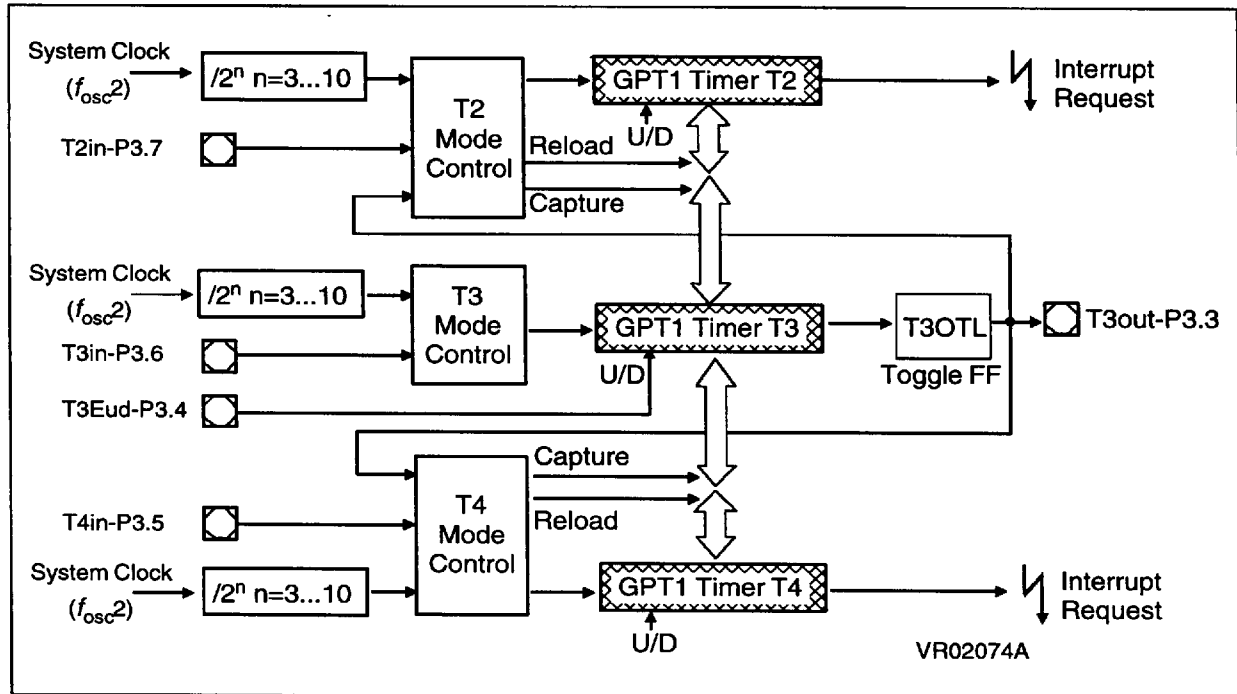 System Clock
(fosc2)
/2ⁿ n=3...10
T2in-P3.7
T2
Mode
Control
GPT1 Timer T2
U/D
Reload
Capture
Interrupt
Request
System Clock
(fosc2)
/2ⁿ n=3...10
T3in-P3.6
T3Eud-P3.4
T3
Mode
Control
GPT1 Timer T3
U/D
T3OTL
Toggle FF
T3out-P3.3
T4in-P3.5
System Clock
(fosc2)
/2ⁿ n=3...10
T4
Mode
Control
Capture
Reload
GPT1 Timer T4
U/D
Interrupt
Request
VR02074A